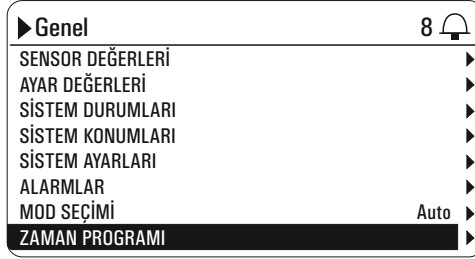 Genel 8
SENSOR DEĞERLERİ
AYAR DEĞERLERİ
SİSTEM DURUMLARI
SİSTEM KONUMLARI
SİSTEM AYARLARI
ALARMLAR
MOD SEÇİMİ Auto
ZAMAN PROGRAMI